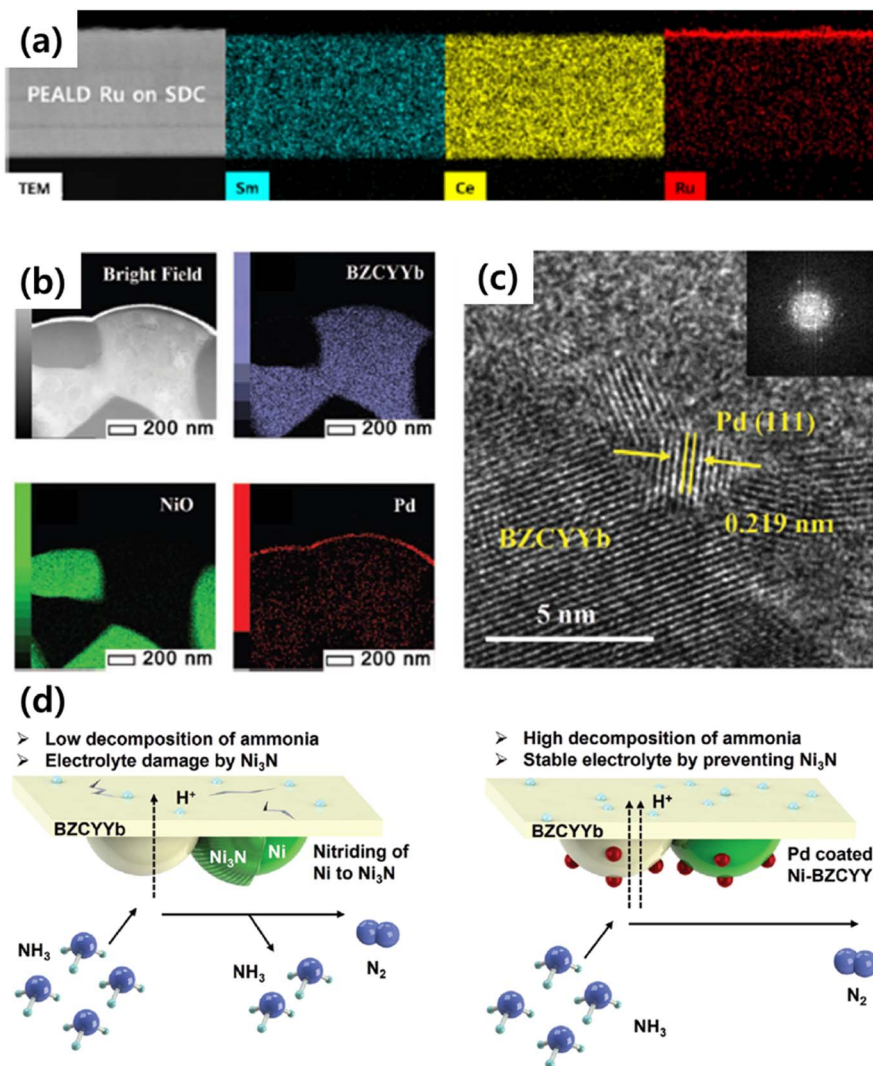 (a)
PEALD Ru on SDC
TEM
Sm
Ce
Ru
(b)
Bright Field
200 nm
BZCYYb
200 nm
NiO
200 nm
Pd
200 nm
(c)
Pd (111)
BZCYYb
0.219 nm
5 nm
(d)
➤ Low decomposition of ammonia
➤ Electrolyte damage by Ni₃N
H⁺
BZCYYb
Ni₃N
Ni
Nitriding of
Ni to Ni₃N
NH₃
NH₃
N₂
➤ High decomposition of ammonia
➤ Stable electrolyte by preventing Ni₃N
H⁺
BZCYYb
Pd coated
Ni-BZCYY
NH₃
N₂